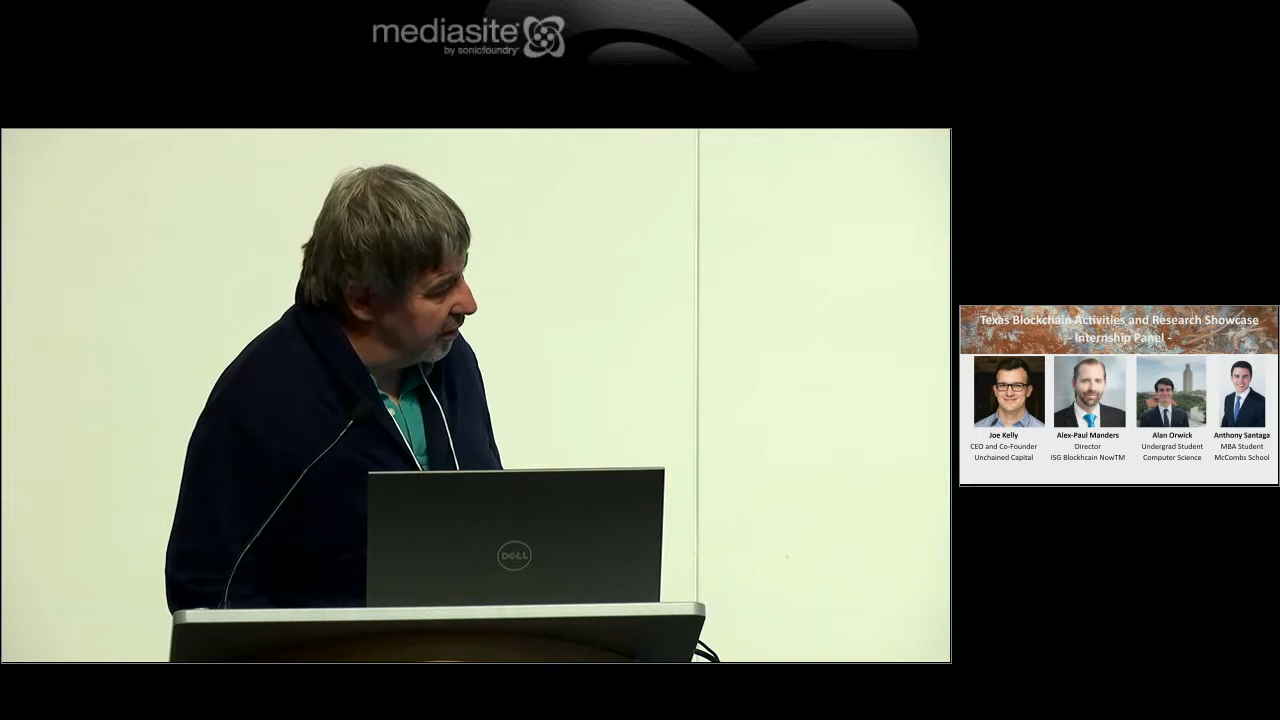 mediasite
by sonicfoundry
DELL
Texas Blockchain Activities and Research Showcase
- Internship Panel -
Joe Kelly
CEO and Co-Founder
Unchained Capital
Alex-Paul Manders
Director
ISG Blockhcain NowTM
Alan Orwick
Undergrad Student
Computer Science
Anthony Santaga
MBA Student
McCombs School